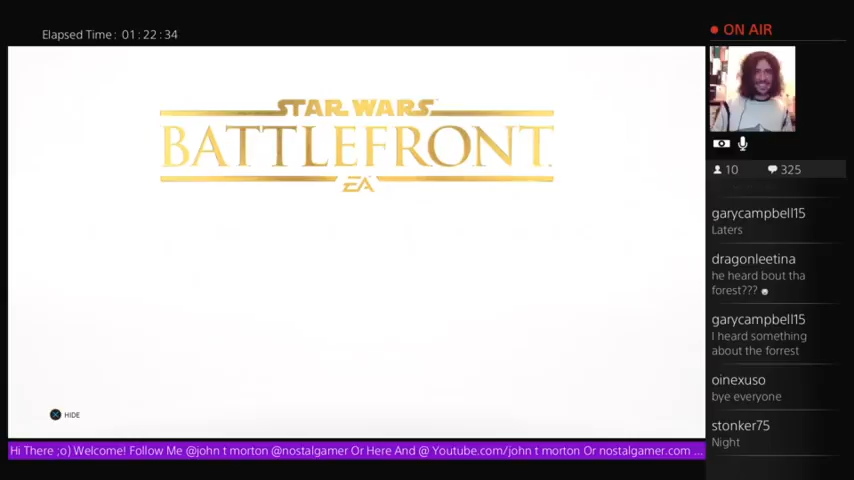 Elapsed Time: 01:22:34
ON AIR
STAR WARS
BATTLEFRONT
EA
10 325
garycampbell15
Laters
dragonleetina
he heard bout tha
forest???
garycampbell15
I heard something
about the forrest
oinexuso
bye everyone
stonker75
Night
HIDE
Hi There ;o) Welcome! Follow Me @john t morton @nostalgamer Or Here And @ Youtube.com/john t morton Or nostalgamer.com ...